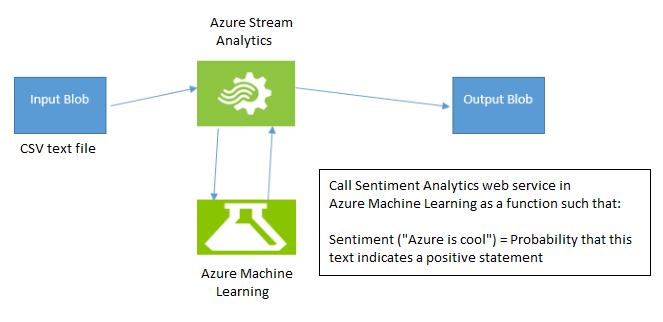 Azure Stream
Analytics
Input Blob
Output Blob
CSV text file
Call Sentiment Analytics web service in
Azure Machine Learning as a function such that:
Sentiment ("Azure is cool") = Probability that this
text indicates a positive statement
Azure Machine
Learning